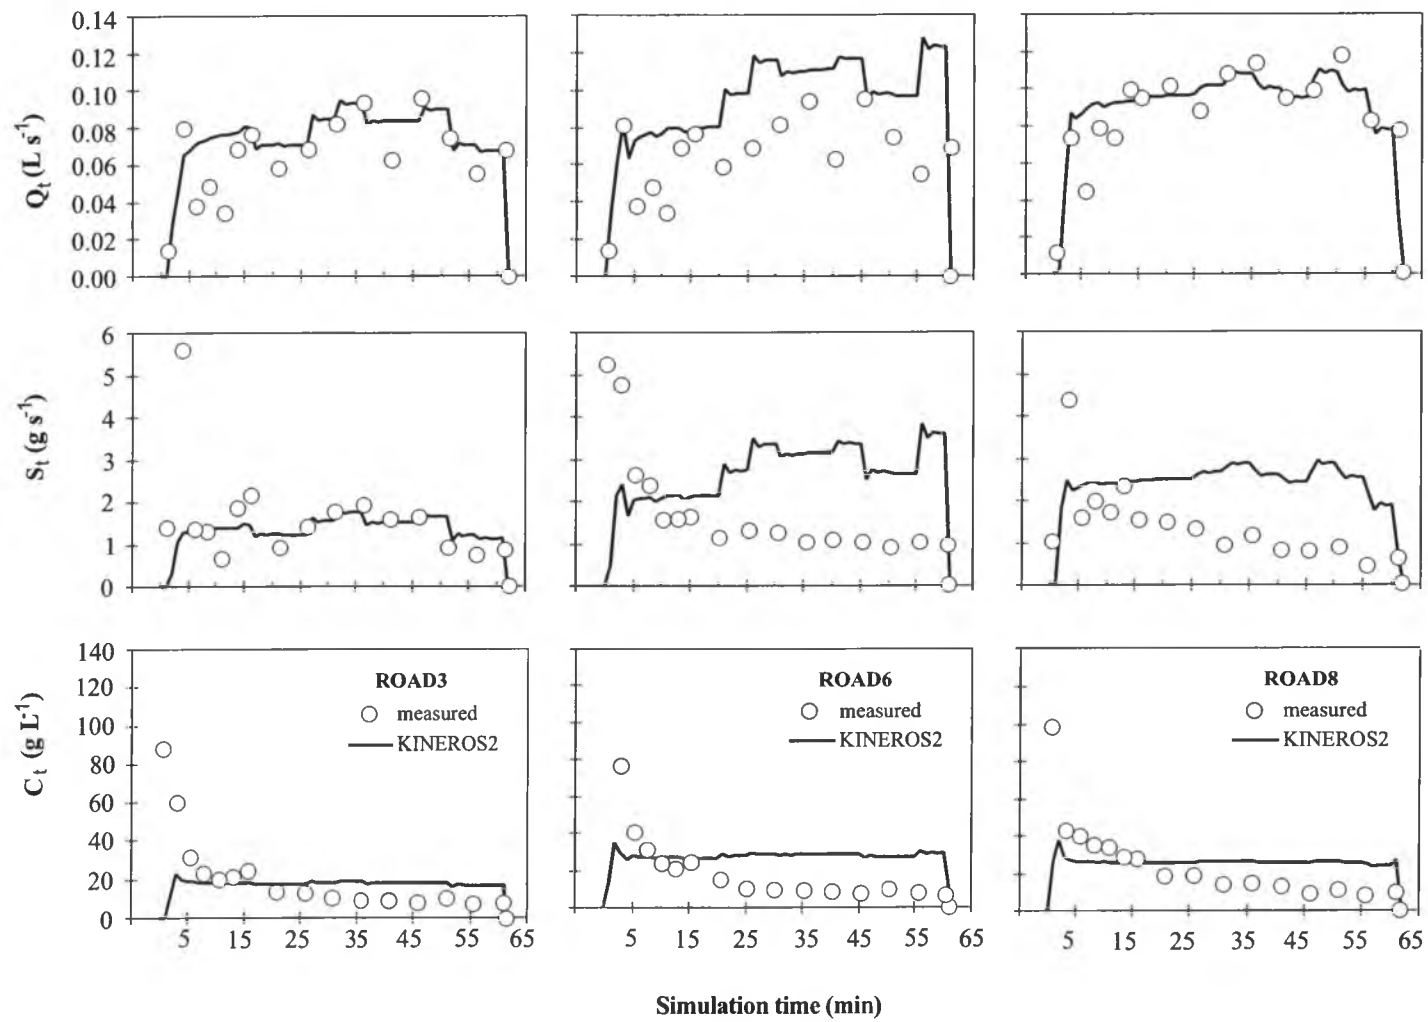 0.14
0.12
0.10
0.08
0.06
0.04
0.02
0.00
Qt (L s-1)
6
5
4
3
2
1
0
St (g s-1)
140
120
100
80
60
40
20
0
Ct (g L-1)
ROAD3
measured
KINEROS2
ROAD6
measured
KINEROS2
ROAD8
measured
KINEROS2
5 15 25 35 45 55 65
5 15 25 35 45 55 65
5 15 25 35 45 55 65
Simulation time (min)